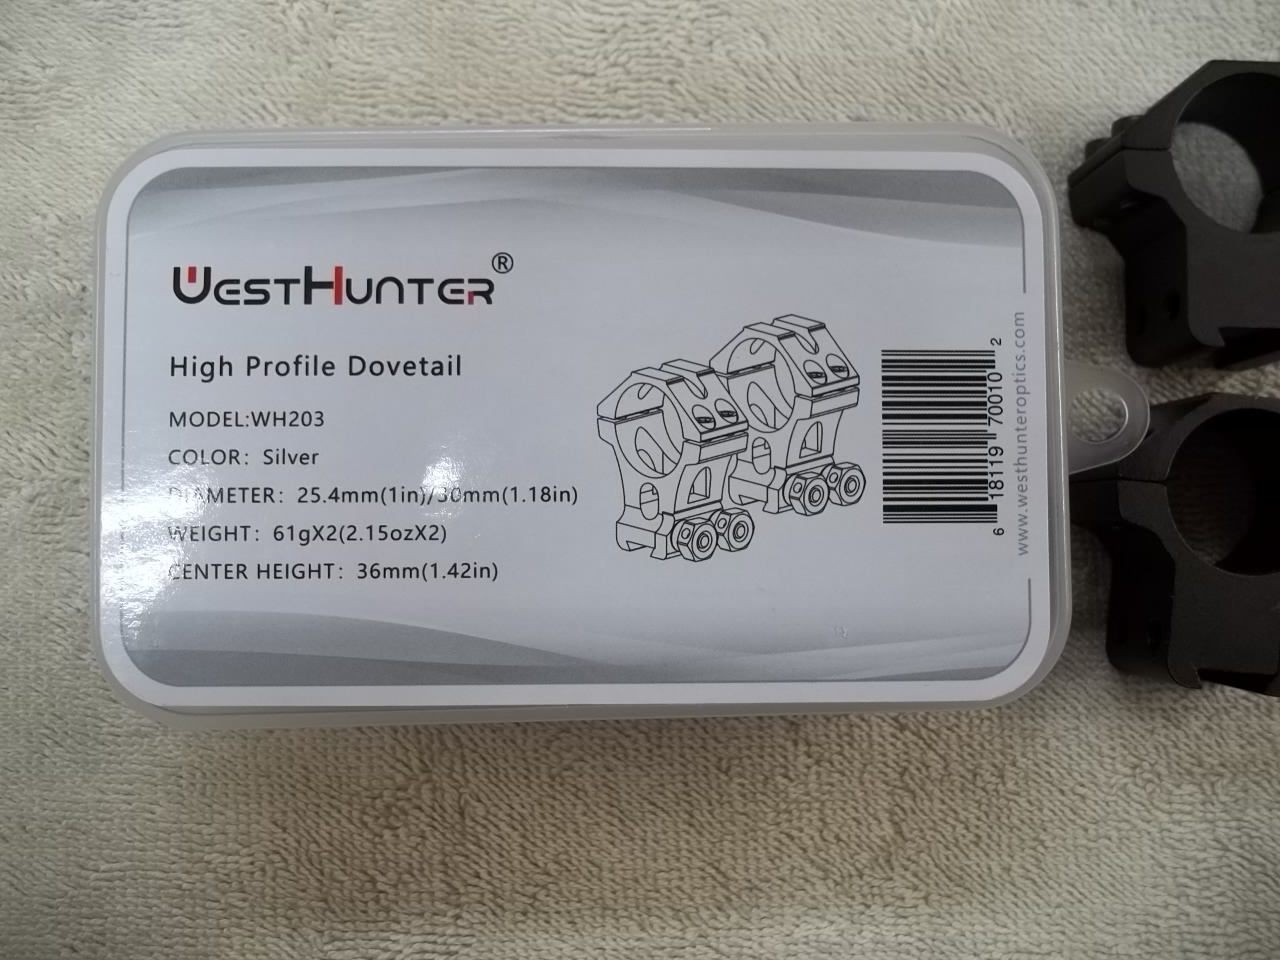 WESTHUNTER®
High Profile Dovetail
MODEL:WH203
COLOR: Silver
DIAMETER: 25.4mm(1in)/30mm(1.18in)
WEIGHT: 61gX2(2.15ozX2)
CENTER HEIGHT: 36mm(1.42in)
6 18119 70010 2
www.westhunteroptics.com